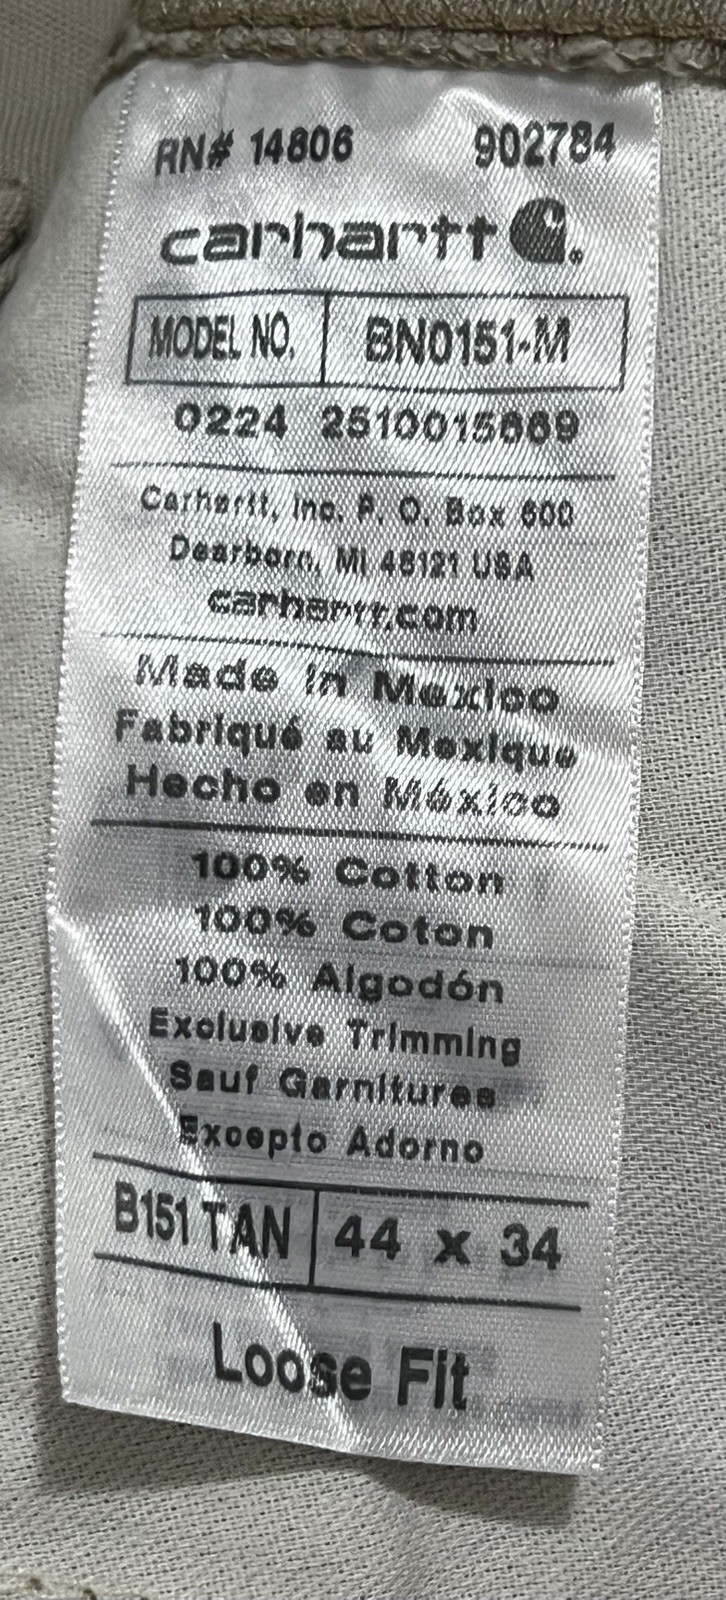 RN# 14806 902784
carhartt
MODEL NO. BN0151-M
0224 2510015669
Carhartt, Inc. P. O. Box 600
Dearborn, MI 48121 USA
carhartt.com
Made in Mexico
Fabriqué au Mexique
Hecho en México
100% Cotton
100% Coton
100% Algodón
Exclusive Trimming
Sauf Garnitures
Excepto Adorno
B151 TAN 44 x 34
Loose Fit